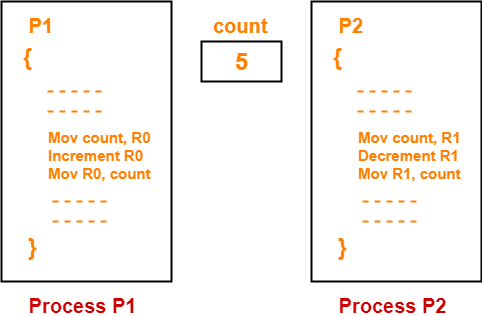 P1
{
- - - - -
- - - - -
Mov count, R0
Increment R0
Mov R0, count
- - - - -
- - - - -
}
Process P1
count
5
P2
{
- - - - -
- - - - -
Mov count, R1
Decrement R1
Mov R1, count
- - - - -
- - - - -
}
Process P2